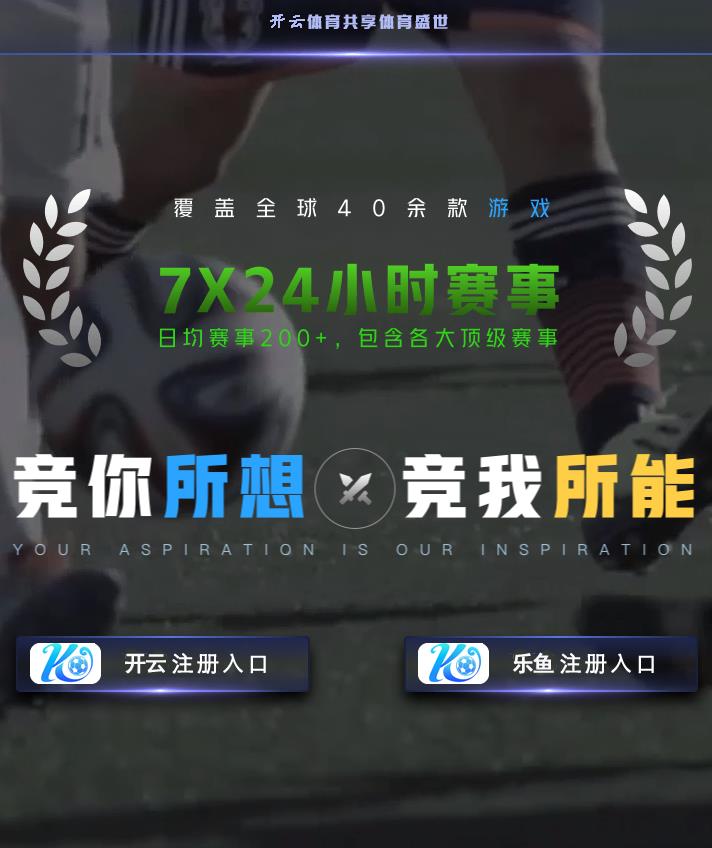 开云体育共享体育盛世
覆盖全球40余款游戏
7X24小时赛事
日均赛事200+，包含各大顶级赛事
竞你所想 竞我所能
YOUR ASPIRATION IS OUR INSPIRATION
开云注册入口
乐鱼注册入口